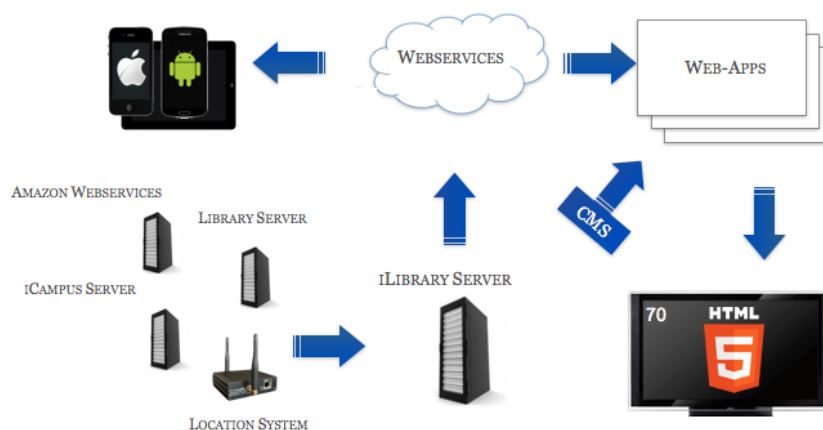 WEBSERVICES
WEB-APPS
AMAZON WEBSERVICES
LIBRARY SERVER
CMS
ICAMPUS SERVER
ILIBRARY SERVER
70
HTML
5
LOCATION SYSTEM